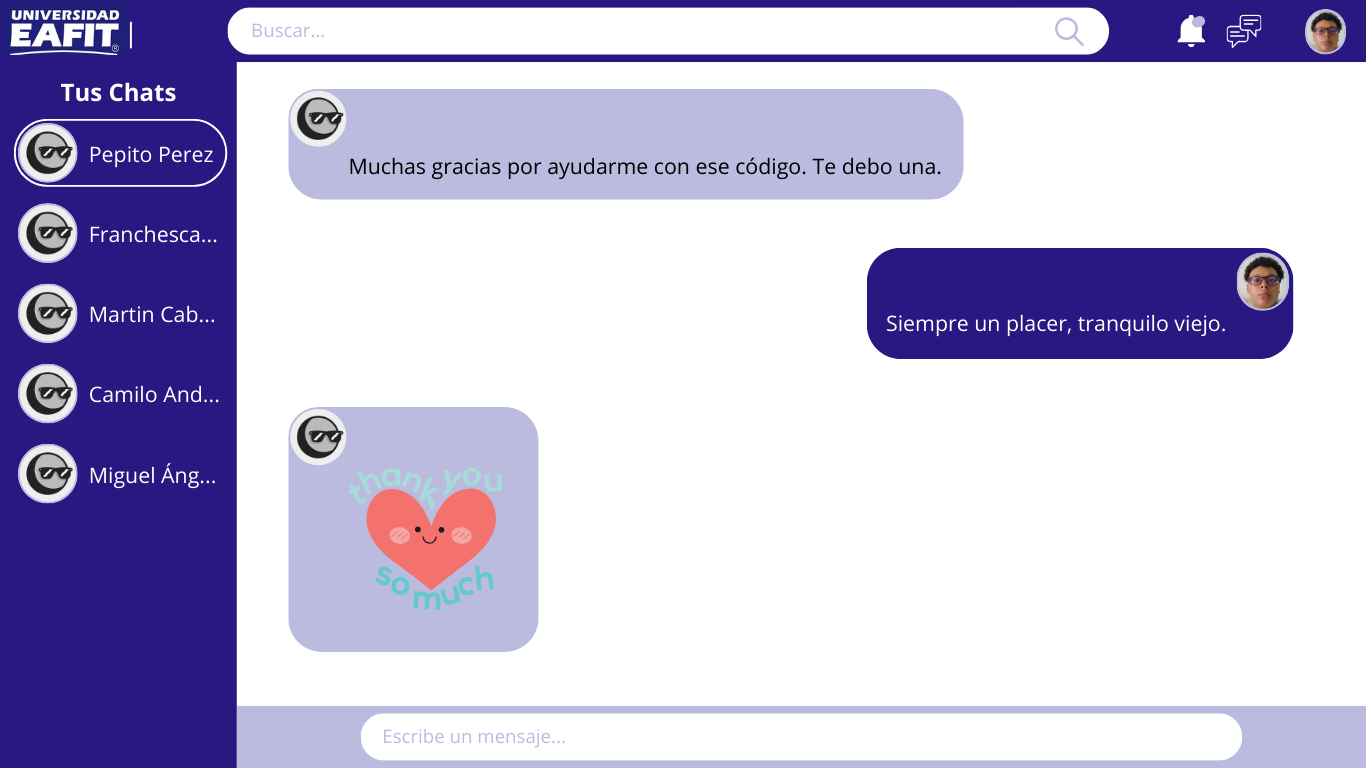 UNIVERSIDAD
EAFIT®
Buscar...
Tus Chats
Pepito Perez
Franchesca...
Martin Cab...
Camilo And...
Miguel Áng...
Muchas gracias por ayudarme con ese código. Te debo una.
Siempre un placer, tranquilo viejo.
thank you
so much
Escribe un mensaje...